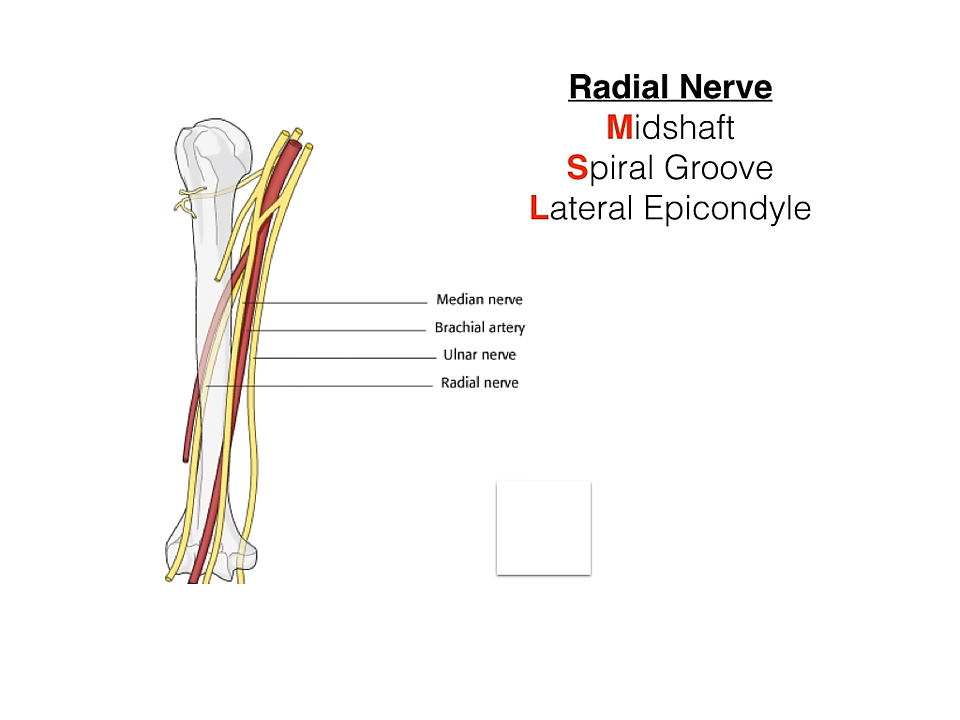 Radial Nerve
Midshaft
Spiral Groove
Lateral Epicondyle
Median nerve
Brachial artery
Ulnar nerve
Radial nerve